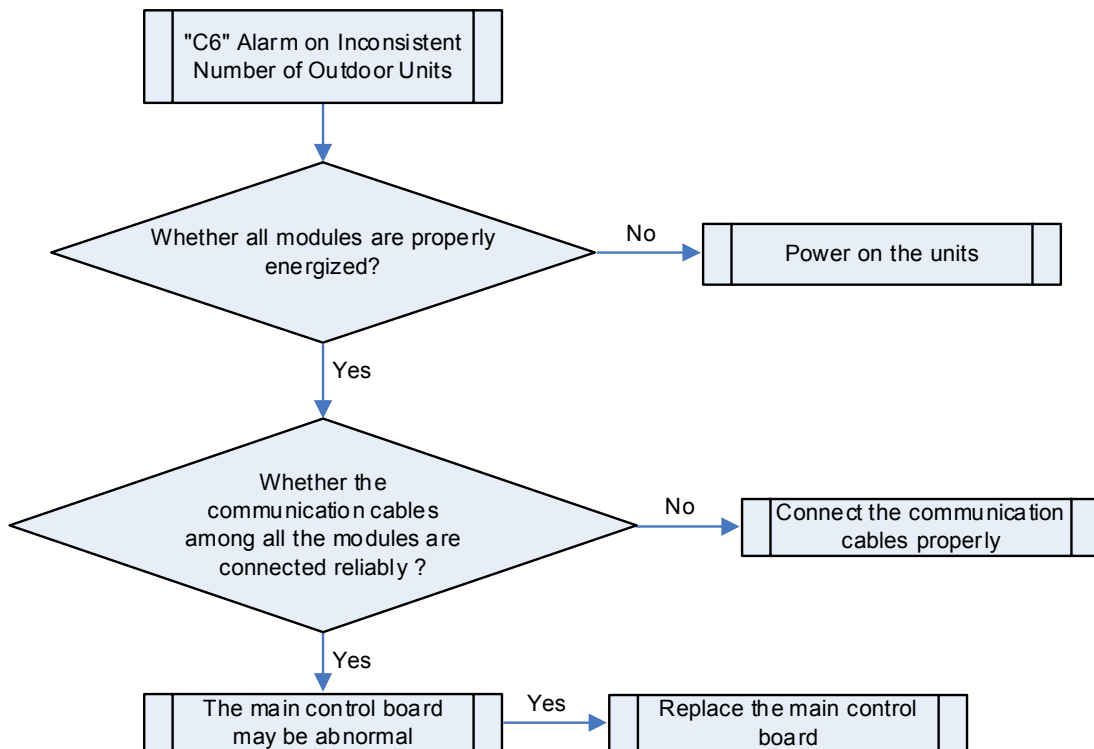 "C6" Alarm on Inconsistent
Number of Outdoor Units
Whether all modules are properly
energized?
No
Power on the units
Yes
Whether the
communication cables
among all the modules are
connected reliably ?
No
Connect the communication
cables properly
Yes
The main control board
may be abnormal
Yes
Replace the main control
board